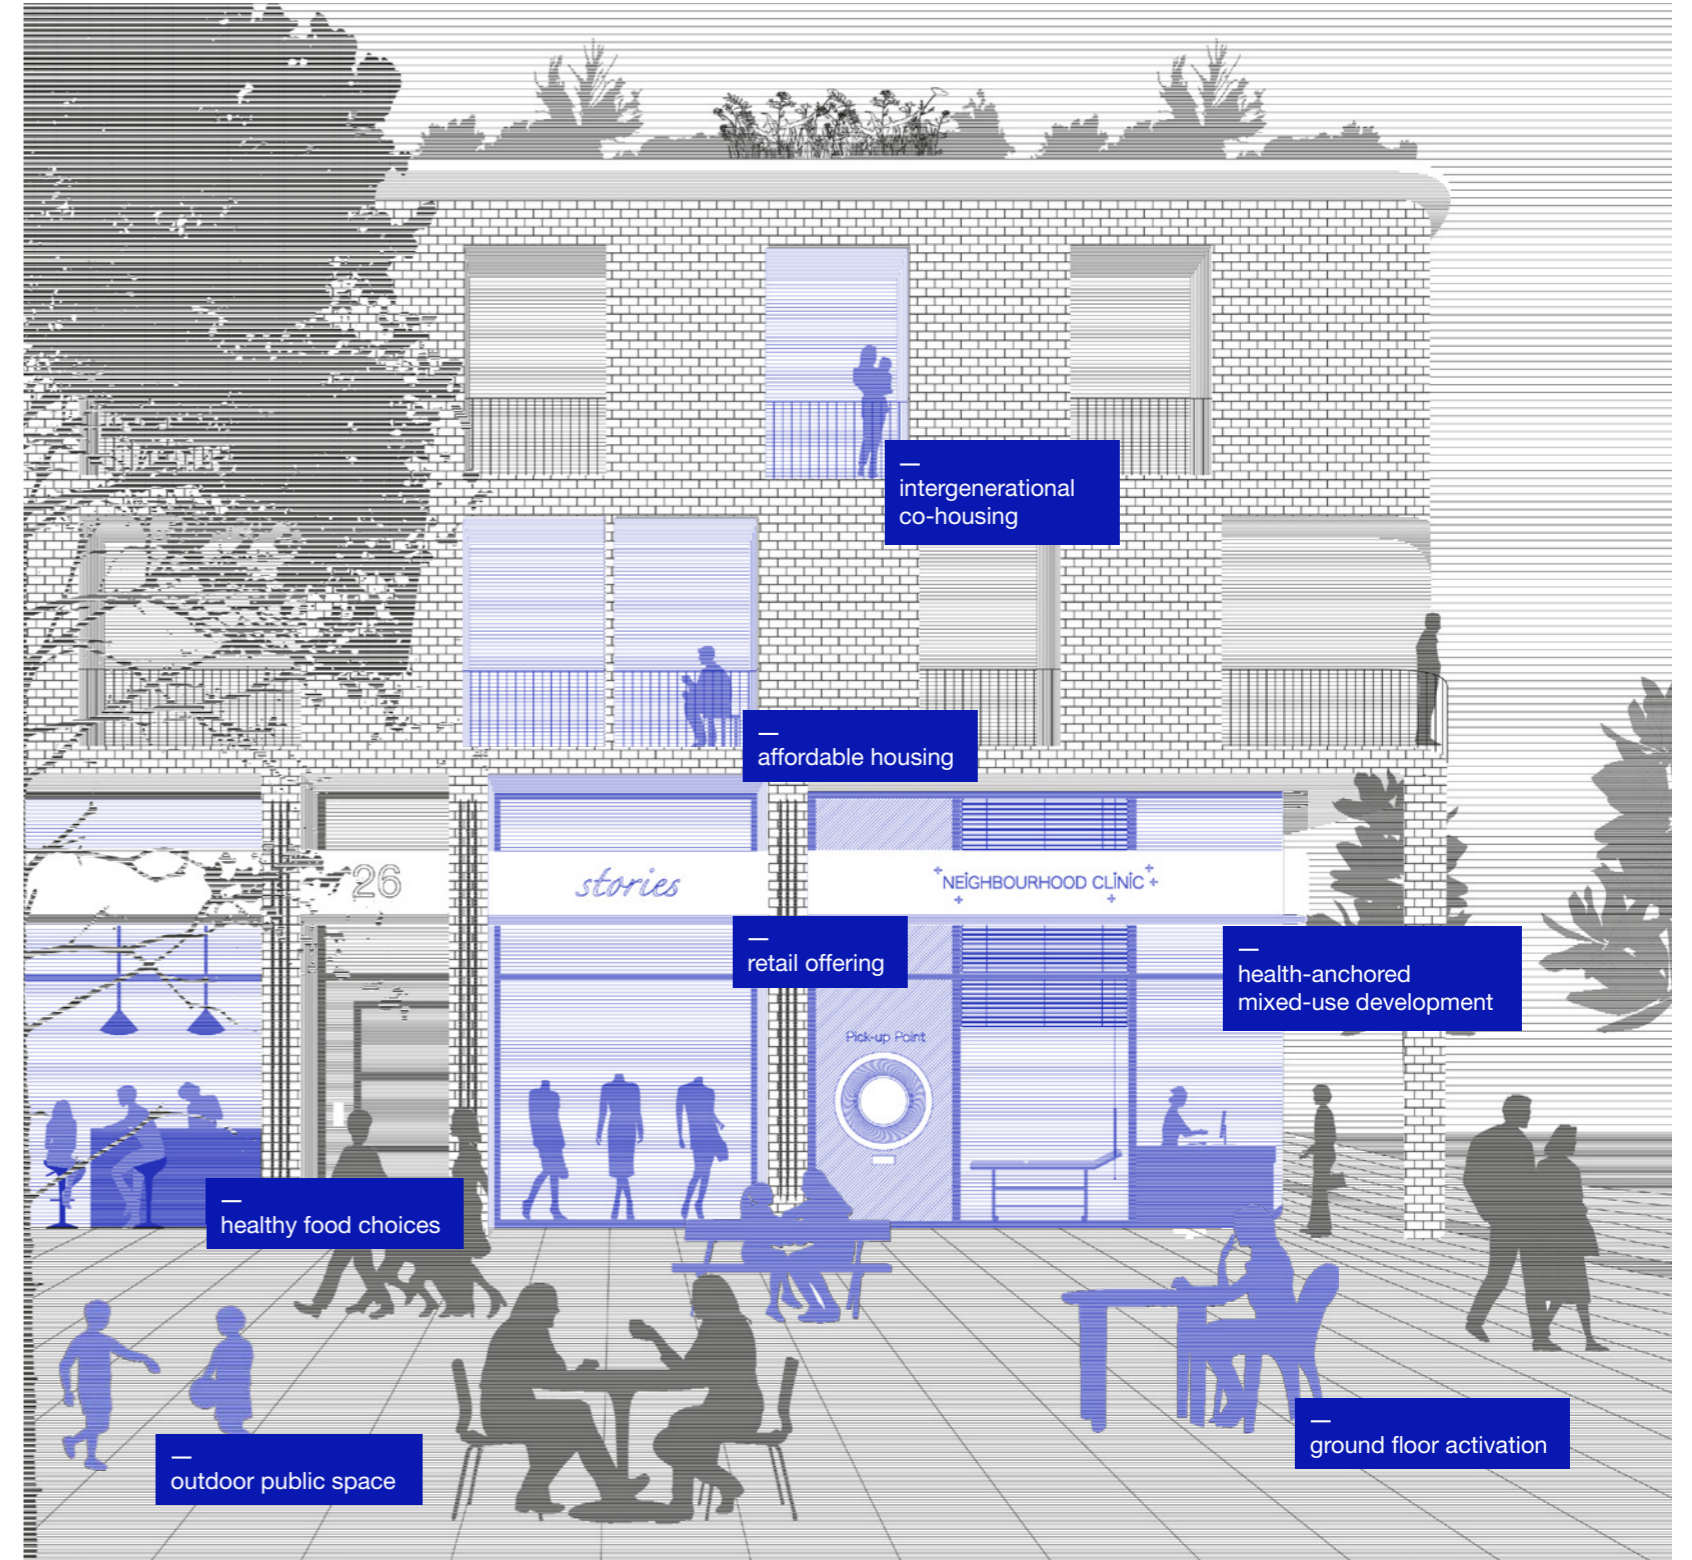 intergenerational
co-housing
affordable housing
26
stories
NEIGHBOURHOOD CLINIC
retail offering
health-anchored
mixed-use development
Pick-up Point
healthy food choices
ground floor activation
outdoor public space